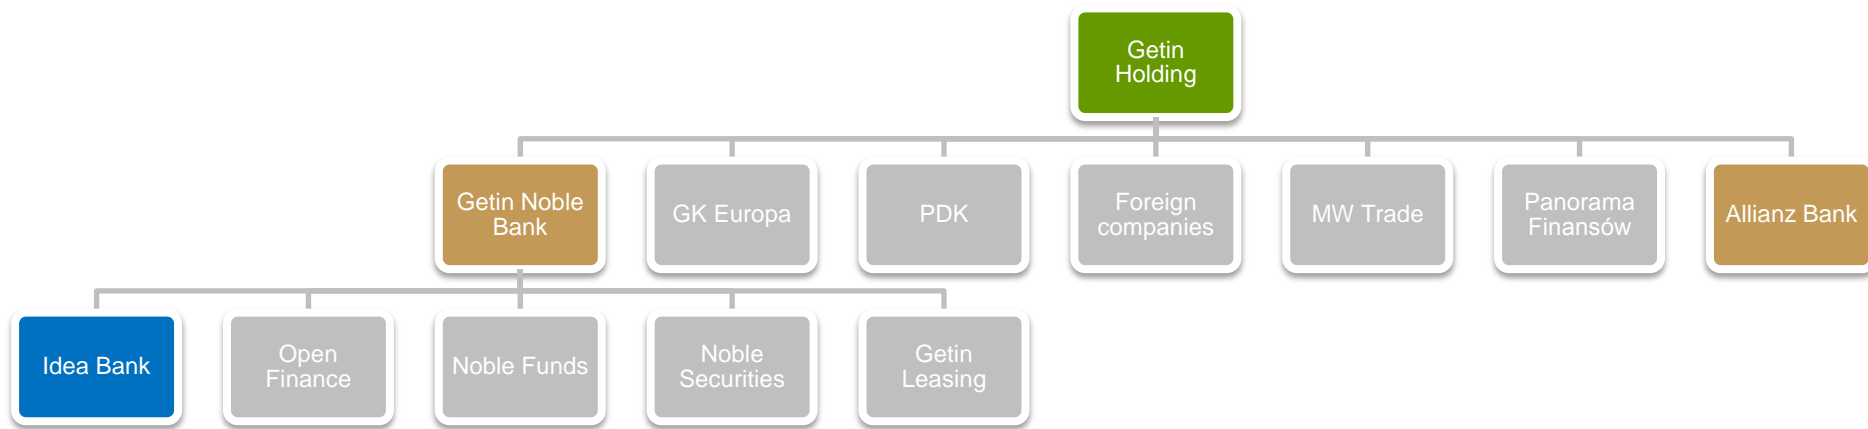 Getin
Holding
Getin Noble
Bank
GK Europa
PDK
Foreign
companies
MW Trade
Panorama
Finansów
Allianz Bank
Idea Bank
Open
Finance
Noble Funds
Noble
Securities
Getin
Leasing